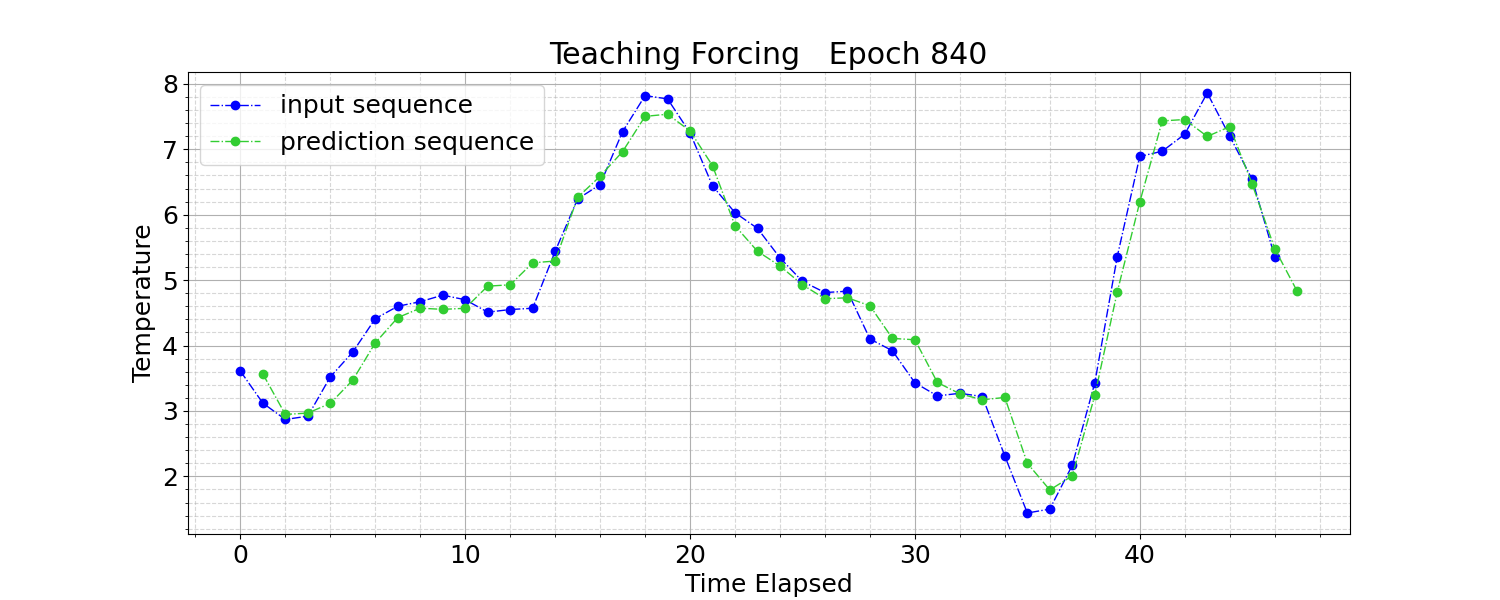 Teaching Forcing   Epoch 840
8
7
6
5
4
3
2
input sequence
prediction sequence
Temperature
0 10 20 30 40
Time Elapsed